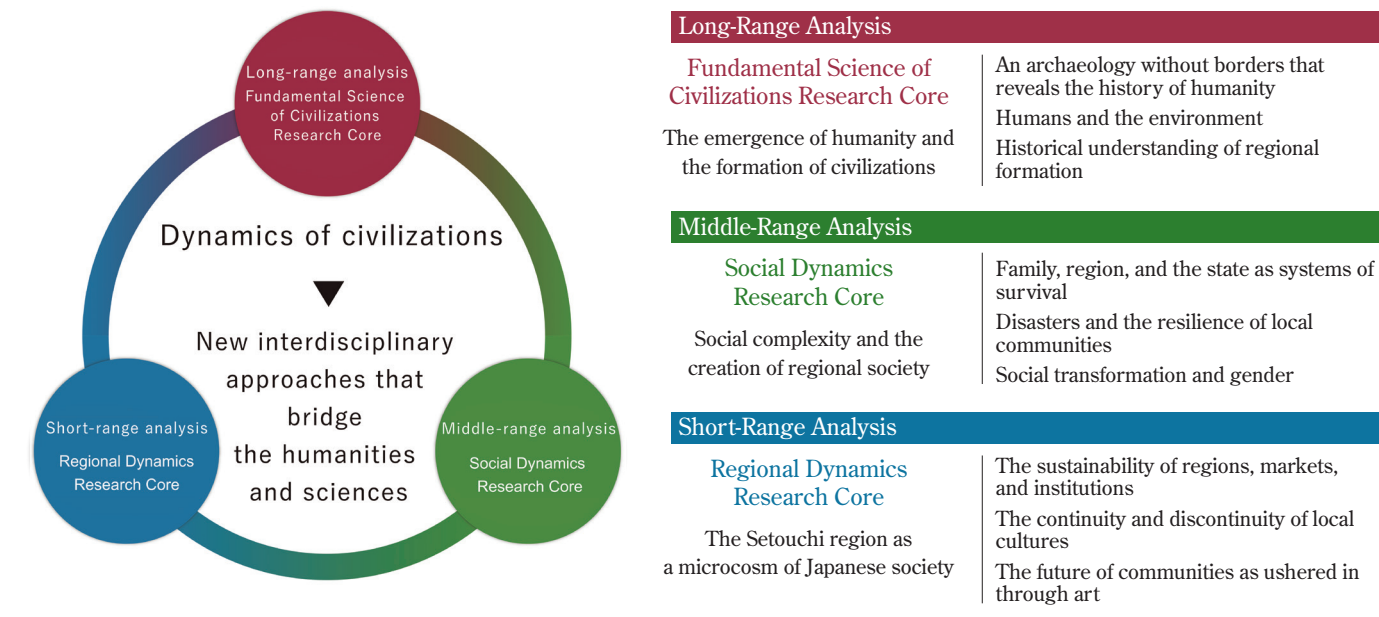 Long-range analysis
Fundamental Science
of Civilizations
Research Core
Dynamics of civilizations
New interdisciplinary
approaches that
bridge
the humanities
and sciences
Short-range analysis
Regional Dynamics
Research Core
Middle-range analysis
Social Dynamics
Research Core
Long-Range Analysis
Fundamental Science of
Civilizations Research Core
The emergence of humanity and
the formation of civilizations
An archaeology without borders that
reveals the history of humanity
Humans and the environment
Historical understanding of regional
formation
Middle-Range Analysis
Social Dynamics
Research Core
Social complexity and the
creation of regional society
Family, region, and the state as systems of
survival
Disasters and the resilience of local
communities
Social transformation and gender
Short-Range Analysis
Regional Dynamics
Research Core
The Setouchi region as
a microcosm of Japanese society
The sustainability of regions, markets,
and institutions
The continuity and discontinuity of local
cultures
The future of communities as ushered in
through art